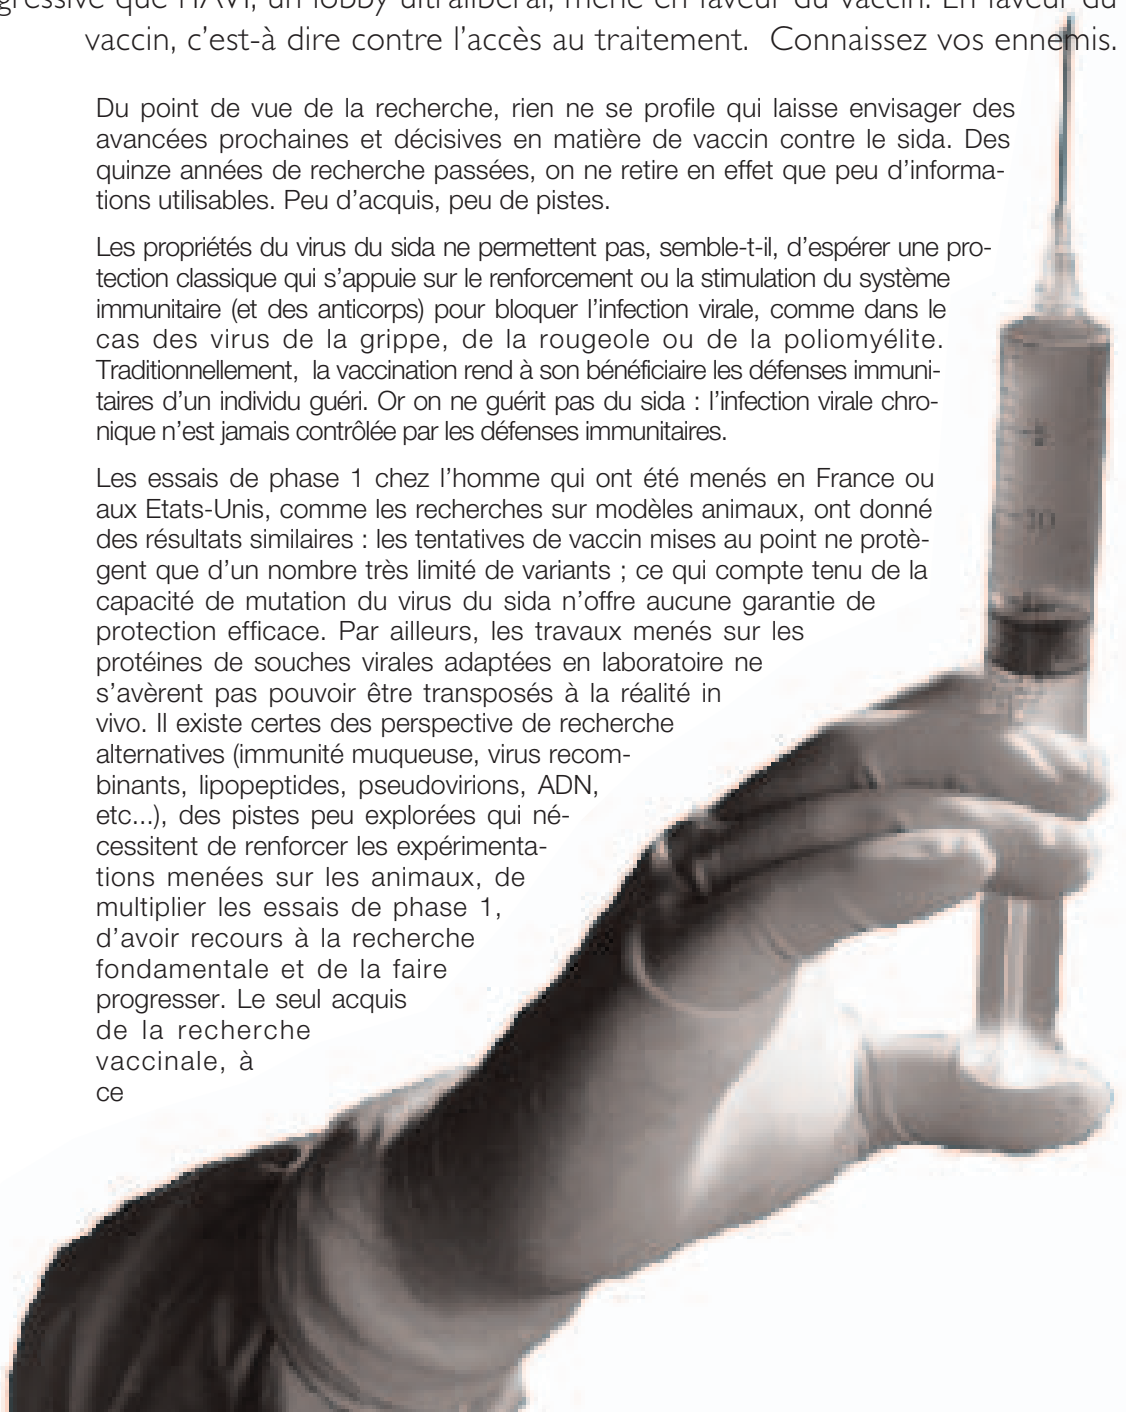 que l'IAVI, un lobby ultralibéral, mène en faveur du vaccin. En faveur du
vaccin, c'est-à dire contre l'accès au traitement. Connaissez vos ennemis.
Du point de vue de la recherche, rien ne se profile qui laisse envisager des
avancées prochaines et décisives en matière de vaccin contre le sida. Des
quinze années de recherche passées, on ne retire en effet que peu d'informa-
tions utilisables. Peu d'acquis, peu de pistes.
Les propriétés du virus du sida ne permettent pas, semble-t-il, d'espérer une pro-
tection classique qui s'appuie sur le renforcement ou la stimulation du système
immunitaire (et des anticorps) pour bloquer l'infection virale, comme dans le
cas des virus de la grippe, de la rougeole ou de la poliomyélite.
Traditionnellement, la vaccination rend à son bénéficiaire les défenses immuni-
taires d'un individu guéri. Or on ne guérit pas du sida : l'infection virale chro-
nique n'est jamais contrôlée par les défenses immunitaires.
Les essais de phase 1 chez l'homme qui ont été menés en France ou
aux Etats-Unis, comme les recherches sur modèles animaux, ont donné
des résultats similaires : les tentatives de vaccin mises au point ne protè-
gent que d'un nombre très limité de variants ; ce qui compte tenu de la
capacité de mutation du virus du sida n'offre aucune garantie de
protection efficace. Par ailleurs, les travaux menés sur les
protéines de souches virales adaptées en laboratoire ne
s'avèrent pas pouvoir être transposés à la réalité in
vivo. Il existe certes des perspective de recherche
alternatives (immunité muqueuse, virus recom-
binants, lipopeptides, pseudovirions, ADN,
etc...), des pistes peu explorées qui né-
cessitent de renforcer les expérimenta-
tions menées sur les animaux, de
multiplier les essais de phase 1,
d'avoir recours à la recherche
fondamentale et de la faire
progresser. Le seul acquis
de la recherche
vaccinale, à
ce
10